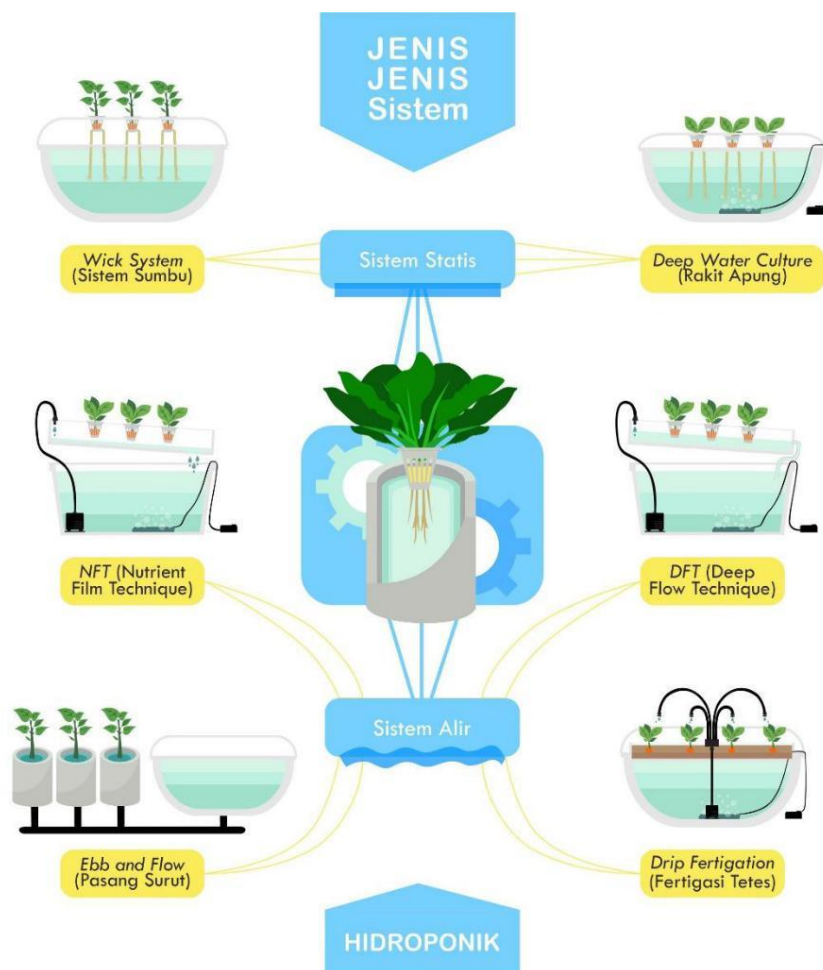 JENIS
JENIS
Sistem
Wick System
(Sistem Sumbu)
Sistem Statis
Deep Water Culture
(Rakit Apung)
NFT (Nutrient
Film Technique)
DFT (Deep
Flow Technique)
Sistem Alir
Ebb and Flow
(Pasang Surut)
Drip Fertigation
(Fertigasi Tetes)
HIDROPONIK